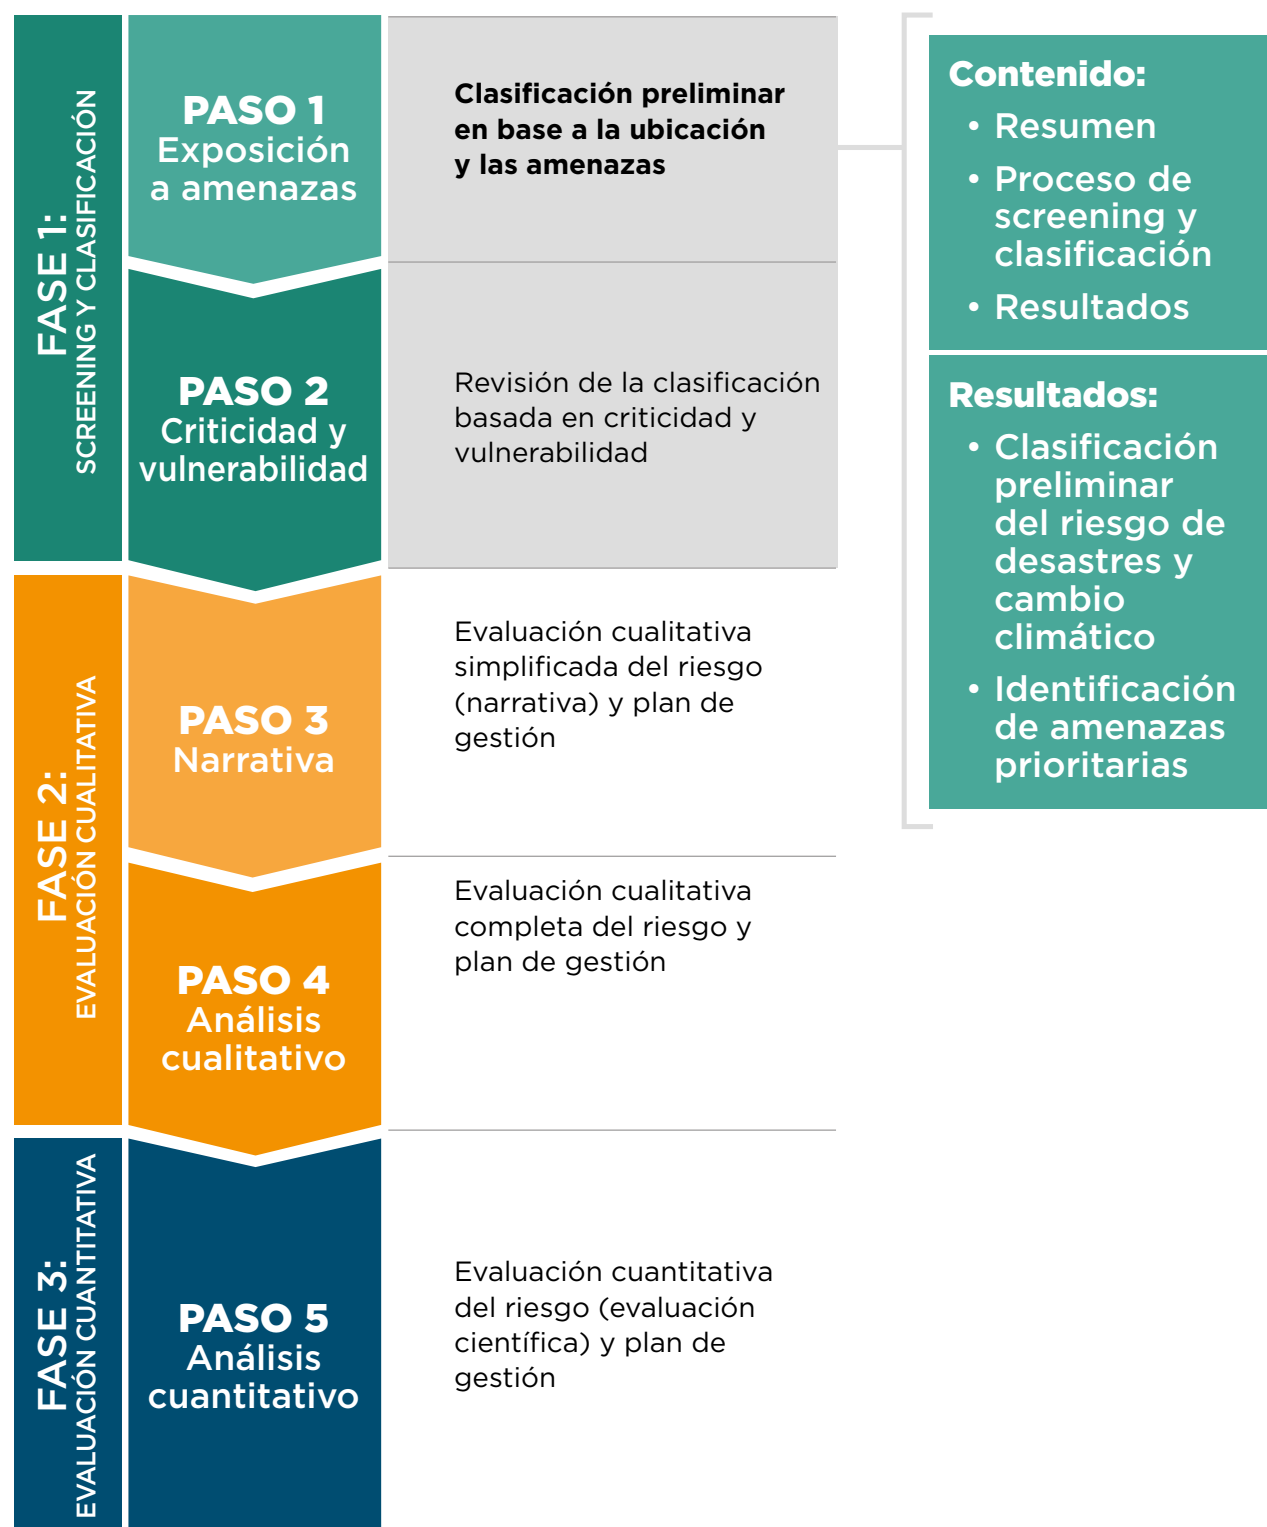 FASE 1:
SCREENING Y CLASIFICACIÓN
PASO 1
Exposición
a amenazas
Clasificación preliminar
en base a la ubicación
y las amenazas
PASO 2
Criticidad y
vulnerabilidad
Revisión de la clasificación
basada en criticidad y
vulnerabilidad
Contenido:
• Resumen
• Proceso de
screening y
clasificación
• Resultados
Resultados:
• Clasificación
preliminar
del riesgo de
desastres y
cambio
climático
• Identificación
de amenazas
prioritarias
FASE 2:
EVALUACIÓN CUALITATIVA
PASO 3
Narrativa
Evaluación cualitativa
simplificada del riesgo
(narrativa) y plan de
gestión
PASO 4
Análisis
cualitativo
Evaluación cualitativa
completa del riesgo y
plan de gestión
FASE 3:
EVALUACIÓN CUANTITATIVA
PASO 5
Análisis
cuantitativo
Evaluación cuantitativa
del riesgo (evaluación
científica) y plan de
gestión